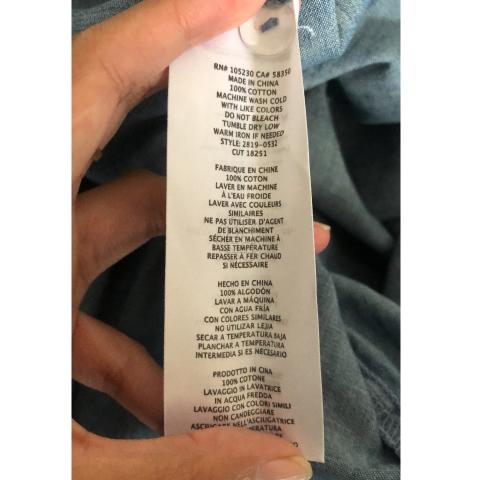 RN# 105230 CA# 58350
MADE IN CHINA
100% COTTON
MACHINE WASH COLD
WITH LIKE COLORS
DO NOT BLEACH
TUMBLE DRY LOW
WARM IRON IF NEEDED
STYLE: 2819-0532
CUT 18251
FABRIQUE EN CHINE
100% COTON
LAVER EN MACHINE
À L'EAU FROIDE
LAVER AVEC COULEURS
SIMILAIRES
NE PAS UTILISER D'AGENT
DE BLANCHIMENT
SÉCHER EN MACHINE À
BASSE TEMPÉRATURE
REPASSER À FER CHAUD
SI NÉCESSAIRE
HECHO EN CHINA
100% ALGODÓN
LAVAR A MÁQUINA
CON AGUA FRÍA
CON COLORES SIMILARES
NO UTILIZAR LEJIA
SECAR A TEMPERATURA BAJA
PLANCHAR A TEMPERATURA
INTERMEDIA SI ES NECESARIO
PRODOTTO IN CINA
100% COTONE
LAVAGGIO IN LAVATRICE
IN ACQUA FREDDA
LAVAGGIO CON COLORI SIMILI
NON CANDEGGIARE
ASCIUGARE NELL'ASCIUGATRICE